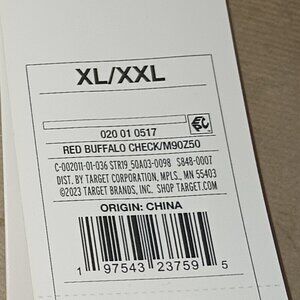 XL/XXL
020 01 0517
RED BUFFALO CHECK/M90Z50
C-002011-01-036 STR19_50A03-0098 S848-0007
DIST. BY TARGET CORPORATION, MPLS., MN 55403
©2023 TARGET BRANDS, INC. SHOP TARGET.COM
ORIGIN: CHINA
1 97543 23759 5